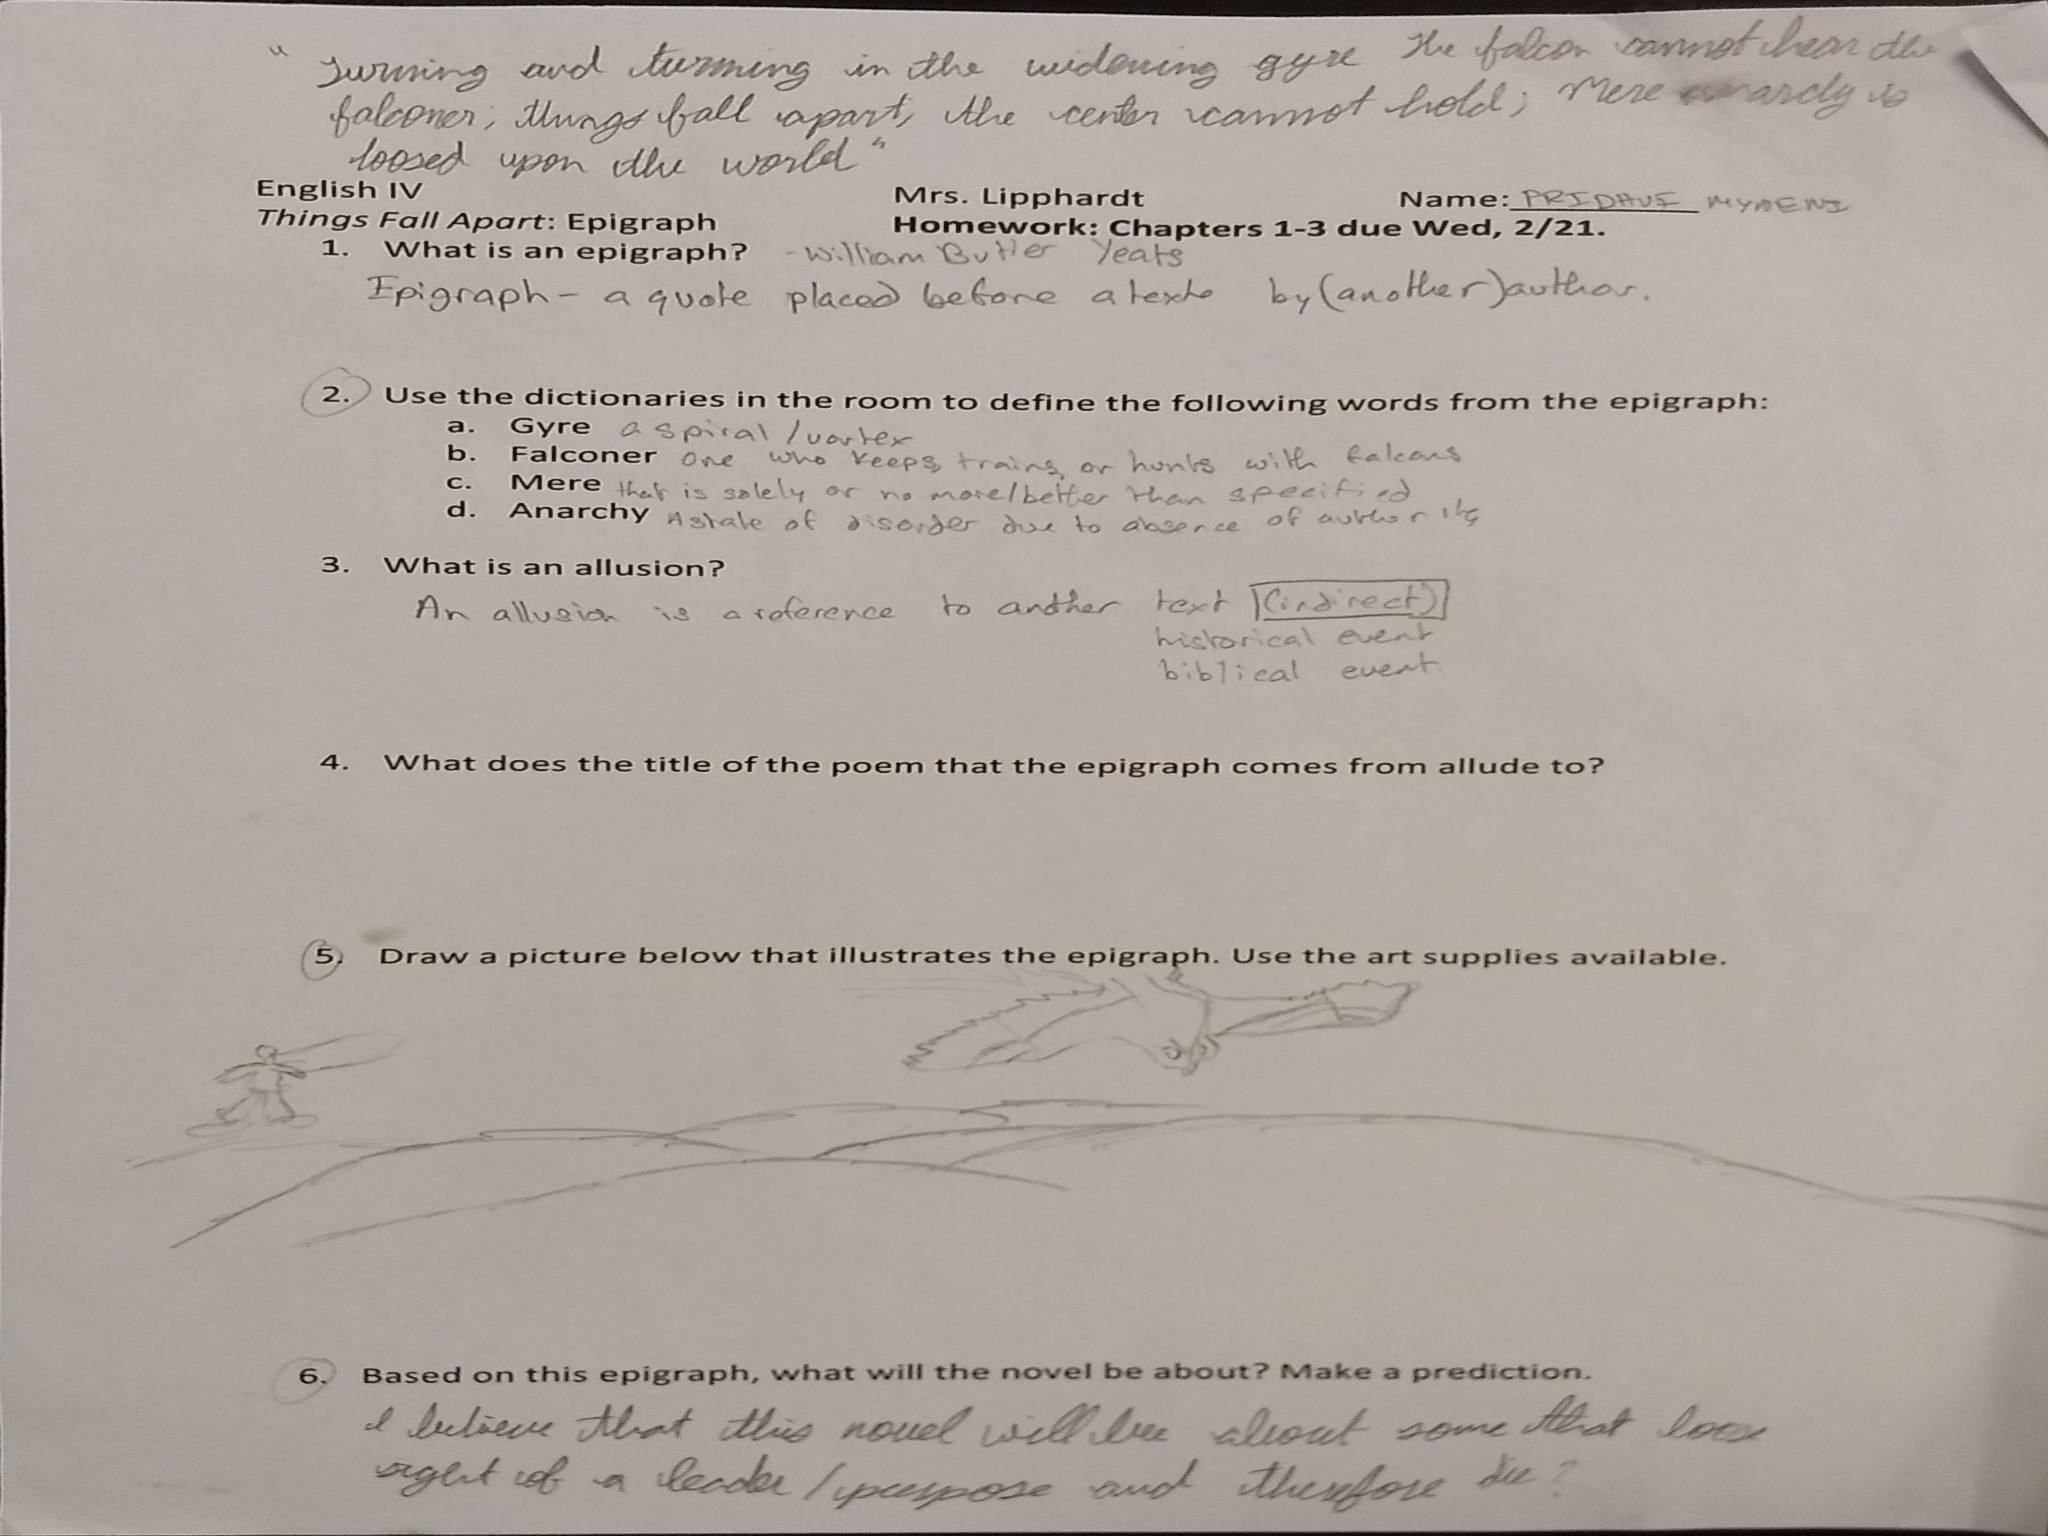 " Turning and turning in the widening gyre The falcon cannot hear the
falconer; things fall apart, the center cannot hold; Mere anarchy is
loosed upon the world"
English IV Mrs. Lipphardt Name: PRIDHVI MYNENI
Things Fall Apart: Epigraph Homework: Chapters 1-3 due Wed, 2/21.
1. What is an epigraph? - William Butler Yeats
Epigraph - a quote placed before a text by (another) author.
2. Use the dictionaries in the room to define the following words from the epigraph:
a. Gyre a spiral / vortex
b. Falconer one who keeps, trains, or hunts with falcons
c. Mere that is solely or no more/better than specified
d. Anarchy A state of disorder due to absence of authority
3. What is an allusion?
An allusion is a reference to another text (indirect)
historical event
biblical event.
4. What does the title of the poem that the epigraph comes from allude to?
5. Draw a picture below that illustrates the epigraph. Use the art supplies available.
6. Based on this epigraph, what will the novel be about? Make a prediction.
I believe that this novel will be about some that loose
sight of a leader / purpose and therefore die?